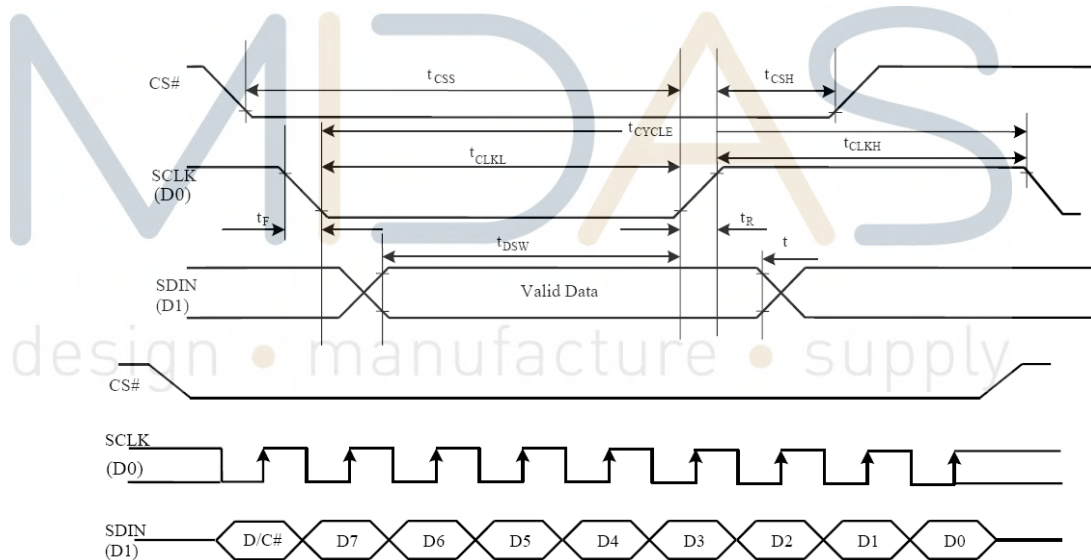 MIDAS
design • manufacture • supply
CS#
t_CSS
t_CSH
t_CYCLE
t_CLKL
t_CLKH
SCLK
(D0)
t_F
t_R
t_DSW
t
SDIN
(D1)
Valid Data
CS#
SCLK
(D0)
SDIN
(D1)
D/C# D7 D6 D5 D4 D3 D2 D1 D0